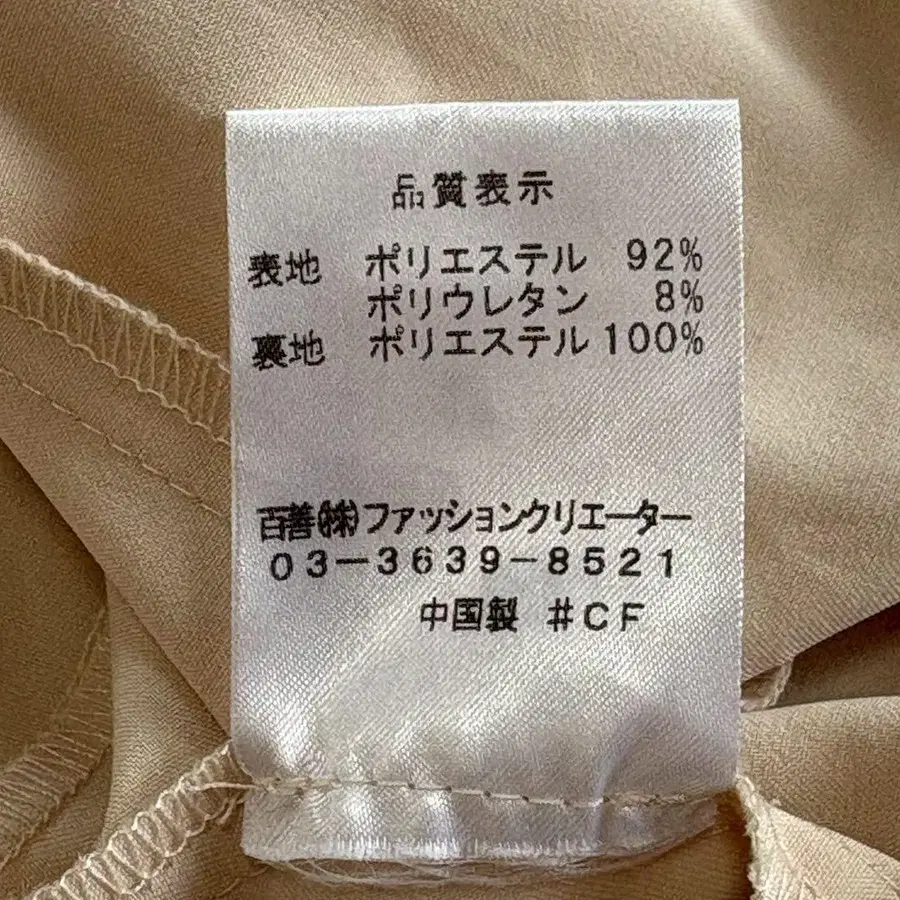 品質表示
表地 ポリエステル 92%
ポリウレタン 8%
裏地 ポリエステル 100%
百善(株)ファッションクリエーター
03-3639-8521
中国製 #CF